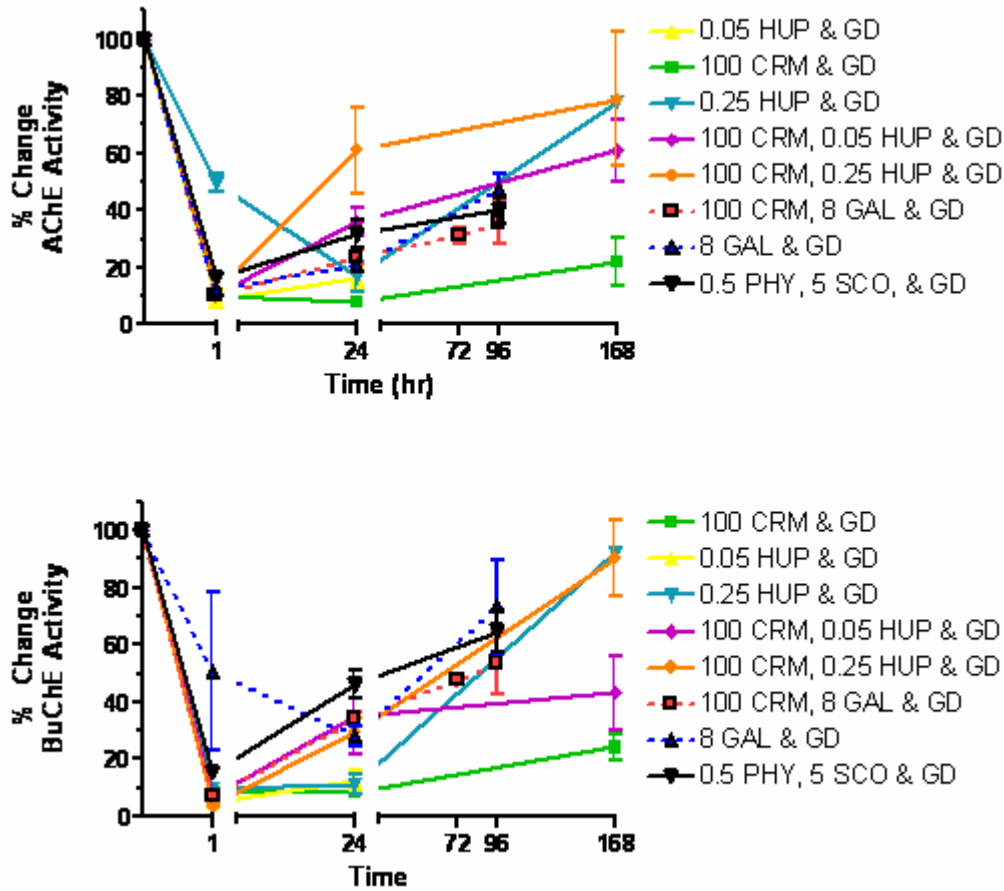 % Change
AChE Activity
100
80
60
40
20
0
1
24
72
96
168
Time (hr)
0.05 HUP & GD
100 CRM & GD
0.25 HUP & GD
100 CRM, 0.05 HUP & GD
100 CRM, 0.25 HUP & GD
100 CRM, 8 GAL & GD
8 GAL & GD
0.5 PHY, 5 SCO, & GD
% Change
BuChE Activity
100
80
60
40
20
0
1
24
72
96
168
Time
100 CRM & GD
0.05 HUP & GD
0.25 HUP & GD
100 CRM, 0.05 HUP & GD
100 CRM, 0.25 HUP & GD
100 CRM, 8 GAL & GD
8 GAL & GD
0.5 PHY, 5 SCO & GD